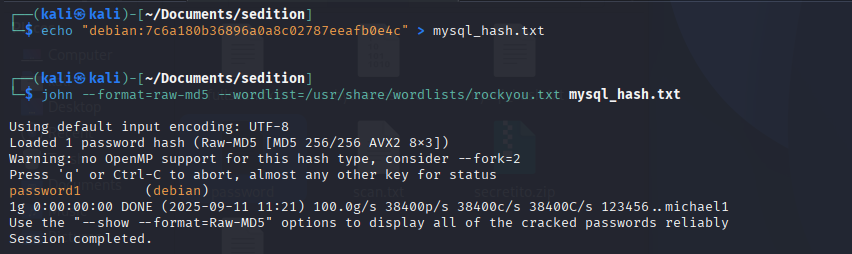 ┌──(kali㉿kali)-[~/Documents/sedition]
└─$ echo "debian:7c6a180b36896a0a8c02787eeafb0e4c" > mysql_hash.txt
┌──(kali㉿kali)-[~/Documents/sedition]
└─$ john --format=raw-md5 --wordlist=/usr/share/wordlists/rockyou.txt mysql_hash.txt
Using default input encoding: UTF-8
Loaded 1 password hash (Raw-MD5 [MD5 256/256 AVX2 8×3])
Warning: no OpenMP support for this hash type, consider --fork=2
Press 'q' or Ctrl-C to abort, almost any other key for status
password1 (debian)
1g 0:00:00:00 DONE (2025-09-11 11:21) 100.0g/s 38400p/s 38400c/s 38400C/s 123456..michael1
Use the "--show --format=Raw-MD5" options to display all of the cracked passwords reliably
Session completed.